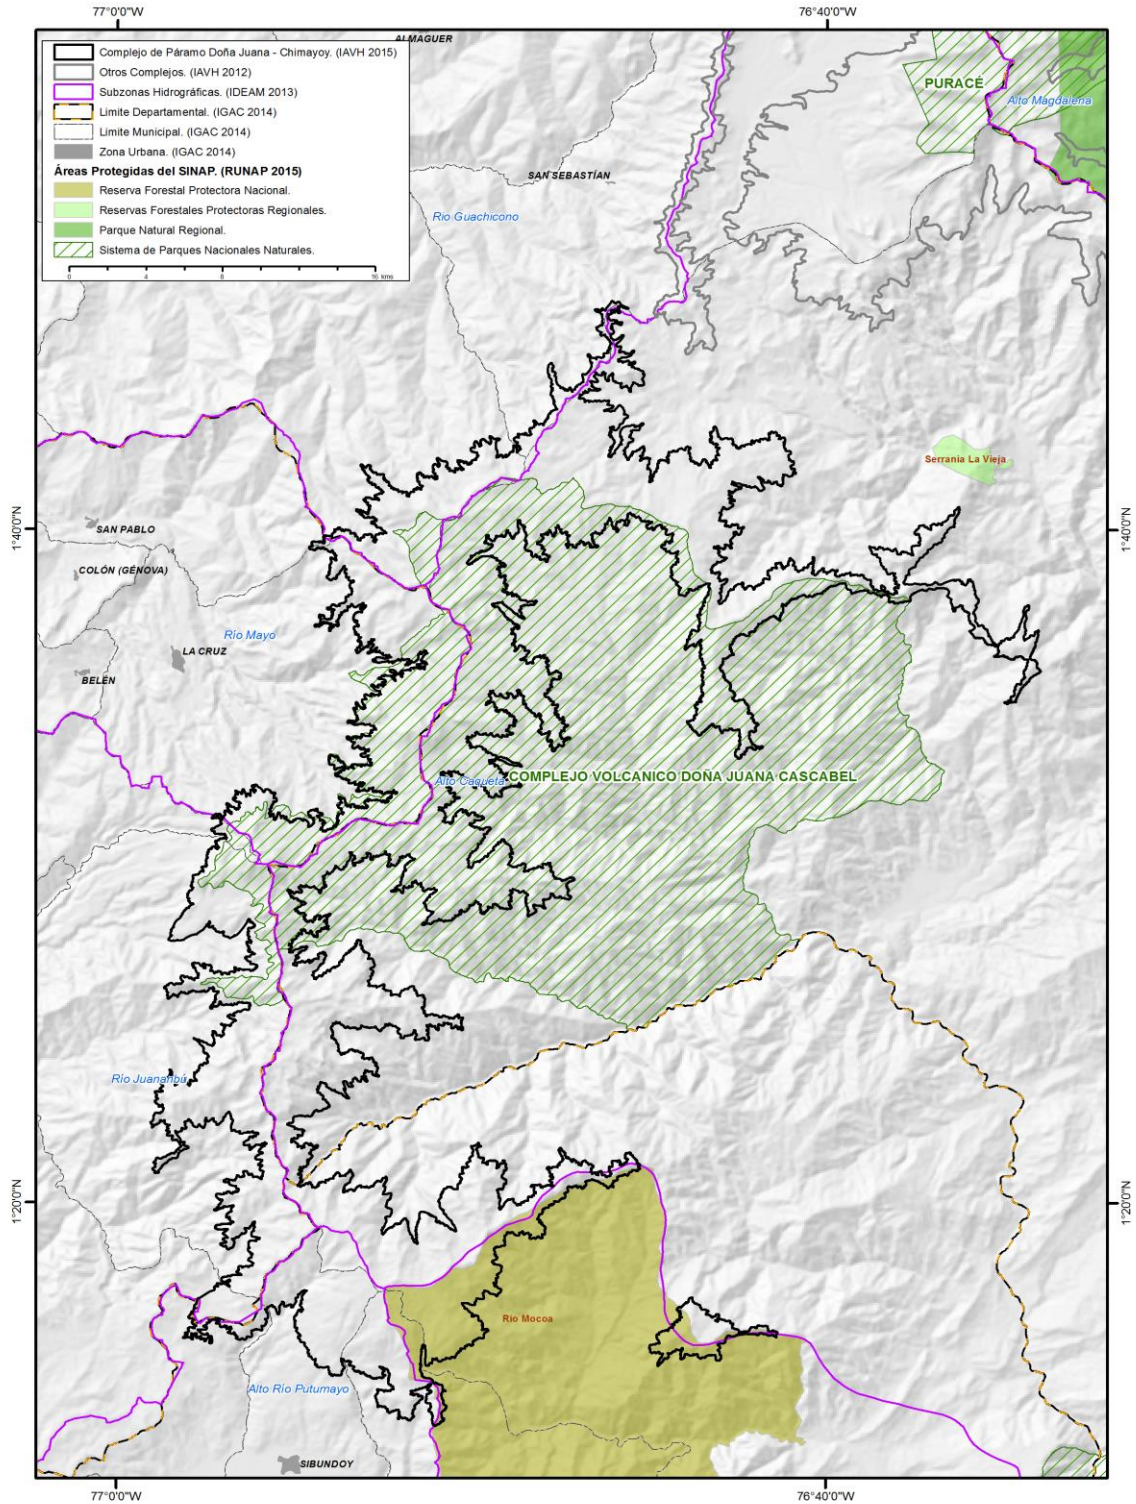 77°0'0"W
76°40'0"W
Complejo de Páramo Doña Juana - Chimayoy. (IAVH 2015)
Otros Complejos. (IAVH 2012)
Subzonas Hidrográficas. (IDEAM 2013)
Limite Departamental. (IGAC 2014)
Limite Municipal. (IGAC 2014)
Zona Urbana. (IGAC 2014)
Áreas Protegidas del SINAP. (RUNAP 2015)
Reserva Forestal Protectora Nacional.
Reservas Forestales Protectoras Regionales.
Parque Natural Regional.
Sistema de Parques Nacionales Naturales.
0 4 8 16 kms
ALMAGUER
PURACÉ
Alto Magdalena
SAN SEBASTÍAN
Rio Guachicono
Serrania La Vieja
1°40'0"N
1°40'0"N
SAN PABLO
COLÓN (GÉNOVA)
Río Mayo
LA CRUZ
BELÉN
Alto Caqueta
COMPLEJO VOLCANICO DOÑA JUANA CASCABEL
Río Juananbú
1°20'0"N
1°20'0"N
Rio Mocoa
Alto Río Putumayo
SIBUNDOY
77°0'0"W
76°40'0"W